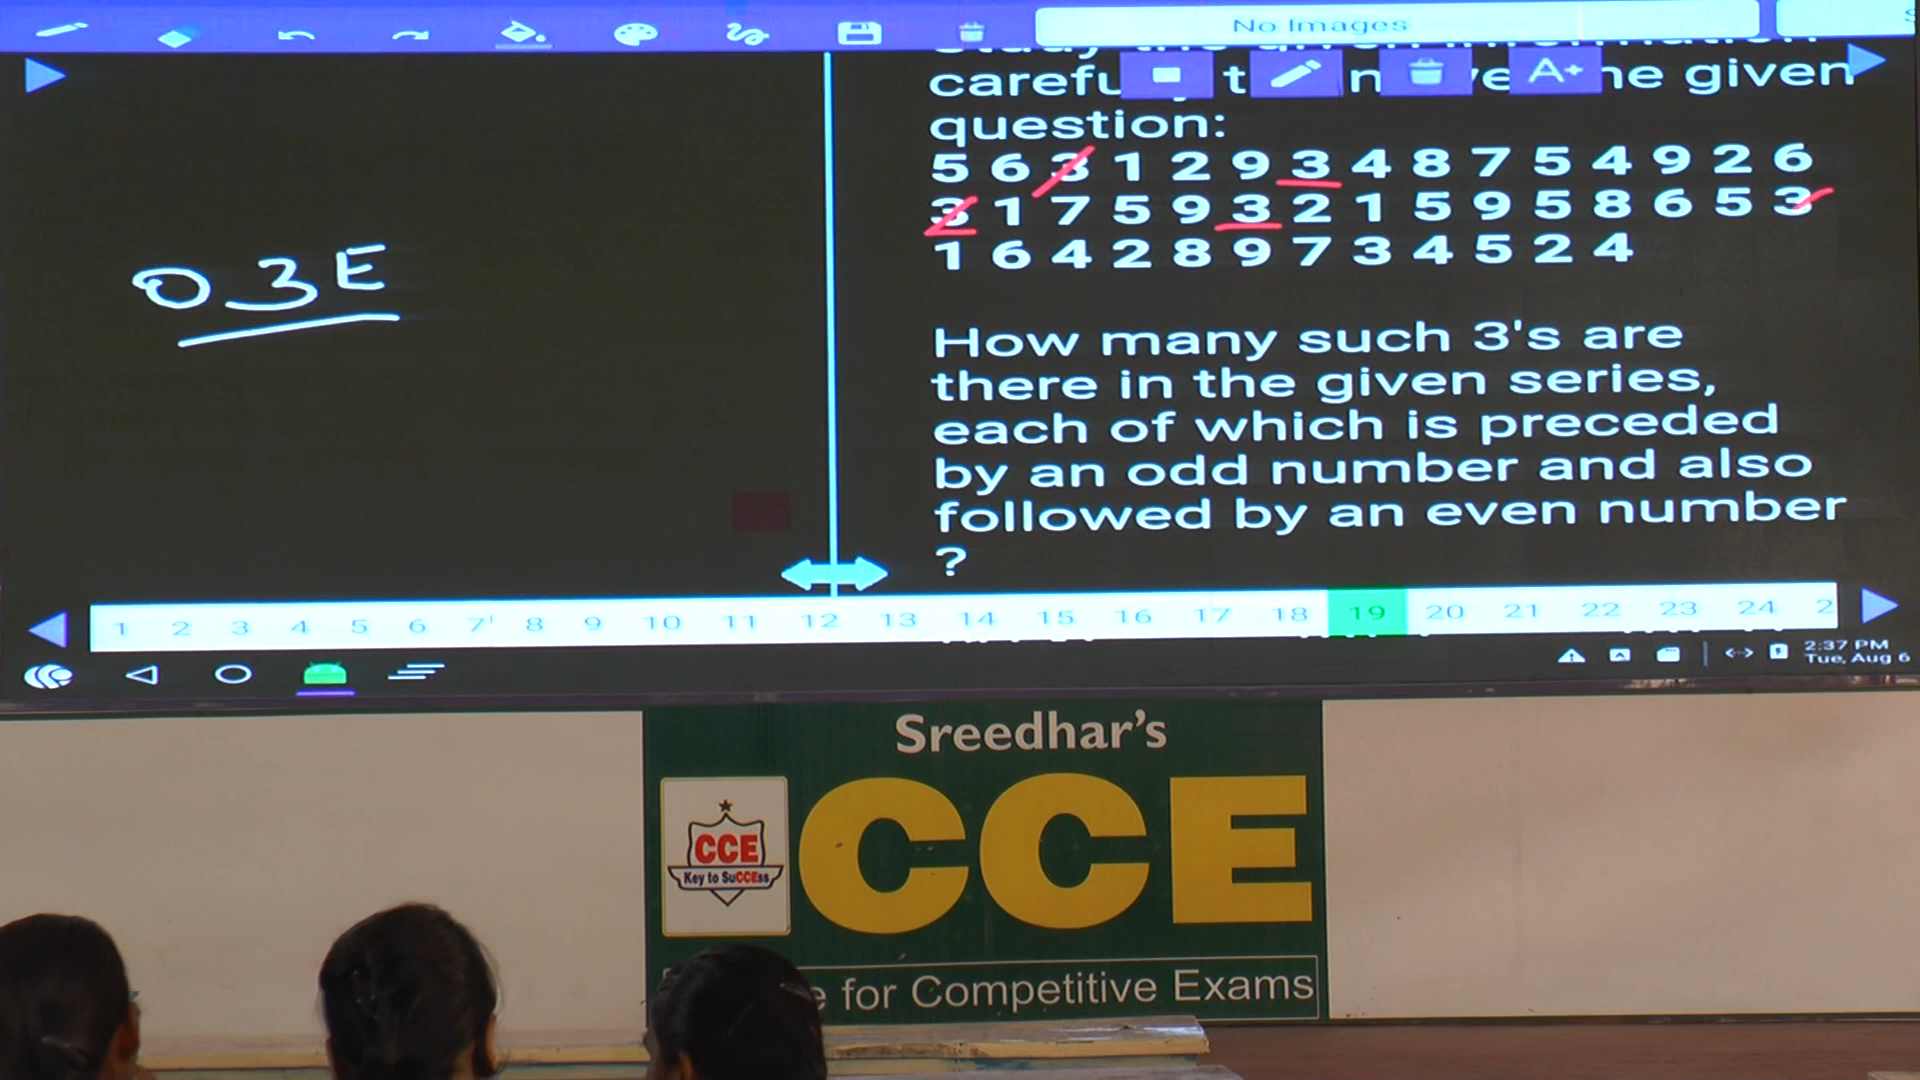 No Images
carefu
A+
given
question:
5 6 3 1 2 9 3 4 8 7 5 4 9 2 6
3 1 7 5 9 3 2 1 5 9 5 8 6 5 3
1 6 4 2 8 9 7 3 4 5 2 4
O 3 E
How many such 3's are
there in the given series,
each of which is preceded
by an odd number and also
followed by an even number
?
1 2 3 4 5 6 7 8 9 10 11 12 13 14 15 16 17 18 19 20 21 22 23 24 2
2:37 PM
Tue, Aug 6
Sreedhar's
CCE
Key to SuCCEss
CCE
for Competitive Exams